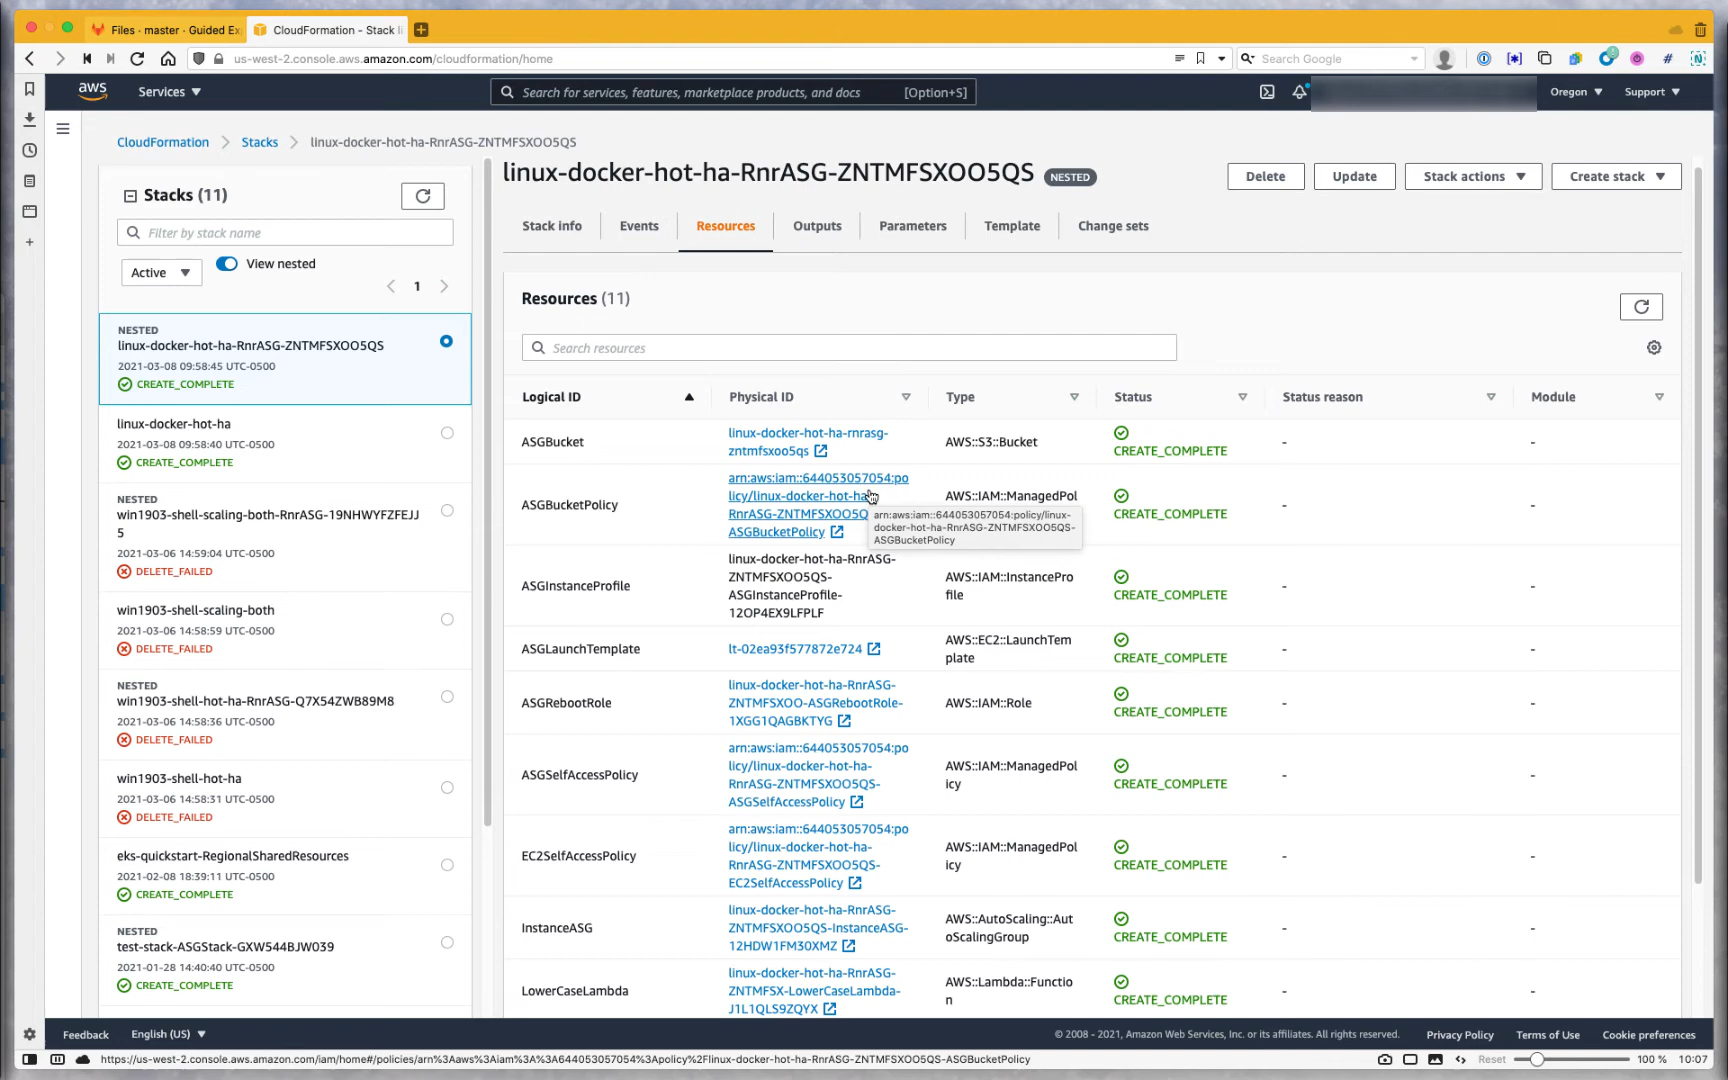 Files · master · Guided Ex
CloudFormation - Stack li
us-west-2.console.aws.amazon.com/cloudformation/home
Search Google
aws
Services
Search for services, features, marketplace products, and docs
[Option+S]
Oregon
Support
CloudFormation
Stacks
linux-docker-hot-ha-RnrASG-ZNTMFSXOO5QS
Stacks (11)
Filter by stack name
Active
View nested
1
NESTED
linux-docker-hot-ha-RnrASG-ZNTMFSXOO5QS
2021-03-08 09:58:45 UTC-0500
CREATE_COMPLETE
linux-docker-hot-ha
2021-03-08 09:58:40 UTC-0500
CREATE_COMPLETE
NESTED
win1903-shell-scaling-both-RnrASG-19NHWYFZFEJJ
5
2021-03-06 14:59:04 UTC-0500
DELETE_FAILED
win1903-shell-scaling-both
2021-03-06 14:58:59 UTC-0500
DELETE_FAILED
NESTED
win1903-shell-hot-ha-RnrASG-Q7X54ZWB89M8
2021-03-06 14:58:36 UTC-0500
DELETE_FAILED
win1903-shell-hot-ha
2021-03-06 14:58:31 UTC-0500
DELETE_FAILED
eks-quickstart-RegionalSharedResources
2021-02-08 18:39:11 UTC-0500
CREATE_COMPLETE
NESTED
test-stack-ASGStack-GXW544BJW039
2021-01-28 14:40:40 UTC-0500
CREATE_COMPLETE
linux-docker-hot-ha-RnrASG-ZNTMFSXOO5QS
NESTED
Delete
Update
Stack actions
Create stack
Stack info
Events
Resources
Outputs
Parameters
Template
Change sets
Resources (11)
Search resources
Logical ID
Physical ID
Type
Status
Status reason
Module
ASGBucket
linux-docker-hot-ha-rnrasg-
zntmfsxoo5qs
AWS::S3::Bucket
CREATE_COMPLETE
-
-
ASGBucketPolicy
arn:aws:iam::644053057054:po
licy/linux-docker-hot-ha
RnrASG-ZNTMFSXOO5Q
ASGBucketPolicy
AWS::IAM::ManagedPol
CREATE_COMPLETE
-
-
arn:aws:iam::644053057054:policy/linux-
docker-hot-ha-RnrASG-ZNTMFSXOO5QS-
ASGBucketPolicy
ASGInstanceProfile
linux-docker-hot-ha-RnrASG-
ZNTMFSXOO5QS-
ASGInstanceProfile-
12OP4EX9LFPLF
AWS::IAM::InstancePro
file
CREATE_COMPLETE
-
-
ASGLaunchTemplate
lt-02ea93f577872e724
AWS::EC2::LaunchTem
plate
CREATE_COMPLETE
-
-
ASGRebootRole
linux-docker-hot-ha-RnrASG-
ZNTMFSXOO-ASGRebootRole-
1XGG1QAGBKTYG
AWS::IAM::Role
CREATE_COMPLETE
-
-
ASGSelfAccessPolicy
arn:aws:iam::644053057054:po
licy/linux-docker-hot-ha-
RnrASG-ZNTMFSXOO5QS-
ASGSelfAccessPolicy
AWS::IAM::ManagedPol
icy
CREATE_COMPLETE
-
-
EC2SelfAccessPolicy
arn:aws:iam::644053057054:po
licy/linux-docker-hot-ha-
RnrASG-ZNTMFSXOO5QS-
EC2SelfAccessPolicy
AWS::IAM::ManagedPol
icy
CREATE_COMPLETE
-
-
InstanceASG
linux-docker-hot-ha-RnrASG-
ZNTMFSXOO5QS-InstanceASG-
12HDW1FM30XMZ
AWS::AutoScaling::Aut
oScalingGroup
CREATE_COMPLETE
-
-
LowerCaseLambda
linux-docker-hot-ha-RnrASG-
ZNTMFSX-LowerCaseLambda-
J1L1QLS9ZQYX
AWS::Lambda::Functio
n
CREATE_COMPLETE
-
-
Feedback
English (US)
© 2008 - 2021, Amazon Web Services, Inc. or its affiliates. All rights reserved.
Privacy Policy
Terms of Use
Cookie preferences
https://us-west-2.console.aws.amazon.com/iam/home#/policies/arn%3Aaws%3Aiam%3A%3A644053057054%3Apolicy%2Flinux-docker-hot-ha-RnrASG-ZNTMFSXOO5QS-ASGBucketPolicy
Reset
100 %
10:07